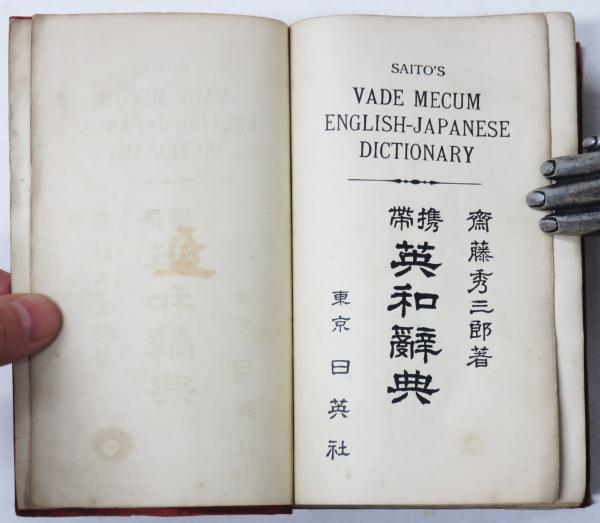 SAITO'S
VADE MECUM
ENGLISH-JAPANESE
DICTIONARY
齋藤秀三郎著
携帶
英和辭典
東京 日英社